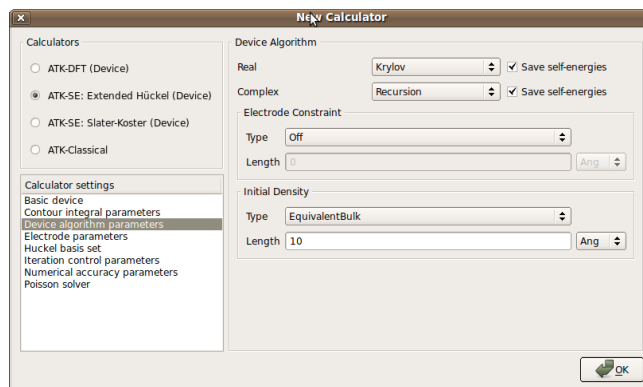 New Calculator
Calculators
ATK-DFT (Device)
ATK-SE: Extended Hückel (Device)
ATK-SE: Slater-Koster (Device)
ATK-Classical
Calculator settings
Basic device
Contour integral parameters
Device algorithm parameters
Electrode parameters
Huckel basis set
Iteration control parameters
Numerical accuracy parameters
Poisson solver
Device Algorithm
Real Krylov Save self-energies
Complex Recursion Save self-energies
Electrode Constraint
Type Off
Length 0 Ang
Initial Density
Type EquivalentBulk
Length 10 Ang
OK